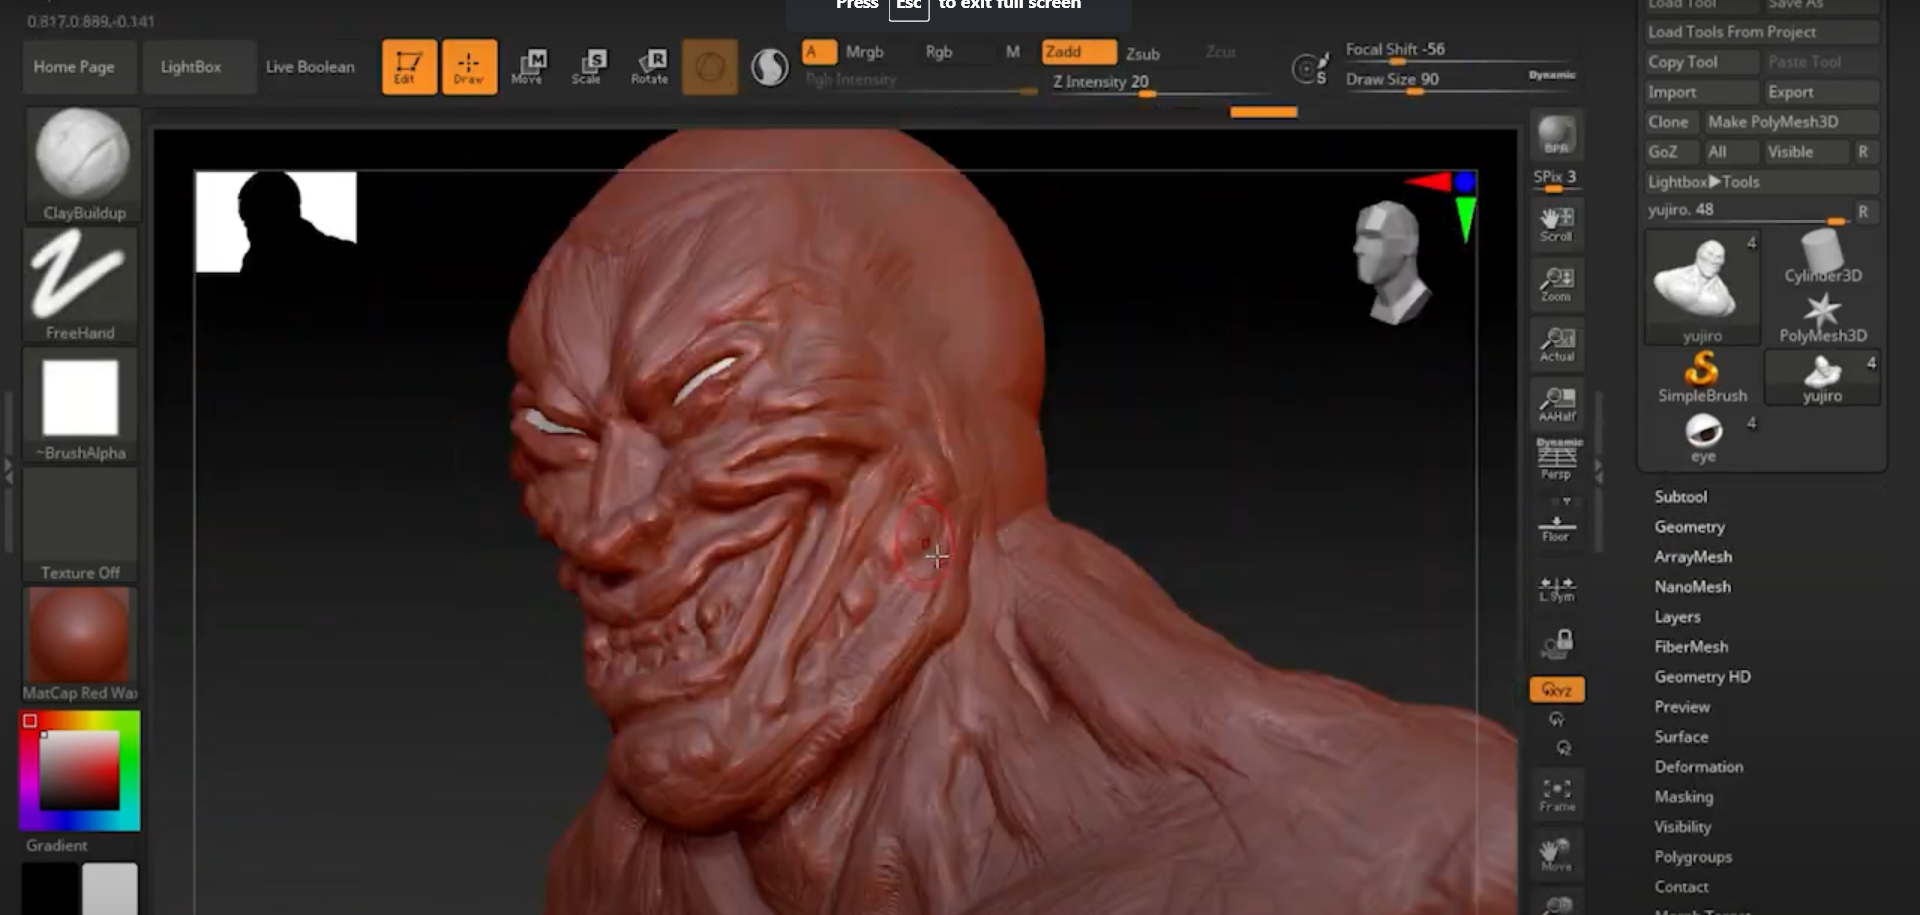 Press Esc to exit full screen
0.817,0.889,-0.141
Home Page
LightBox
Live Boolean
Edit
Draw
Move
Scale
Rotate
A
Mrgb
Rgb
M
Rgb Intensity
Zadd
Zsub
Zcut
Z Intensity 20
Focal Shift -56
Draw Size 90
Dynamic
ClayBuildup
FreeHand
~BrushAlpha
Texture Off
MatCap Red Wax
Gradient
BPR
SPix 3
Scroll
Zoom
Actual
AAHalf
Dynamic
Persp
Floor
L.Sym
XYZ
Frame
Move
Load Tool
Save As
Load Tools From Project
Copy Tool
Paste Tool
Import
Export
Clone
Make PolyMesh3D
GoZ
All
Visible
R
Lightbox▶Tools
yujiro. 48
R
4
yujiro
Cylinder3D
PolyMesh3D
SimpleBrush
4
yujiro
4
eye
Subtool
Geometry
ArrayMesh
NanoMesh
Layers
FiberMesh
Geometry HD
Preview
Surface
Deformation
Masking
Visibility
Polygroups
Contact
Morph Target